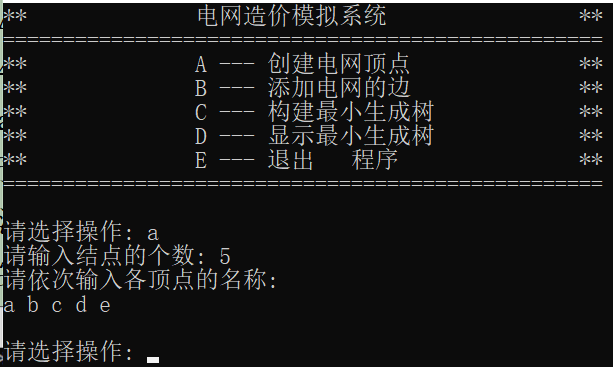 ** 电网造价模拟系统 **
==================================================
** A --- 创建电网顶点 **
** B --- 添加电网的边 **
** C --- 构建最小生成树 **
** D --- 显示最小生成树 **
** E --- 退出 程序 **
==================================================
请选择操作: a
请输入结点的个数: 5
请依次输入各顶点的名称:
a b c d e
请选择操作: